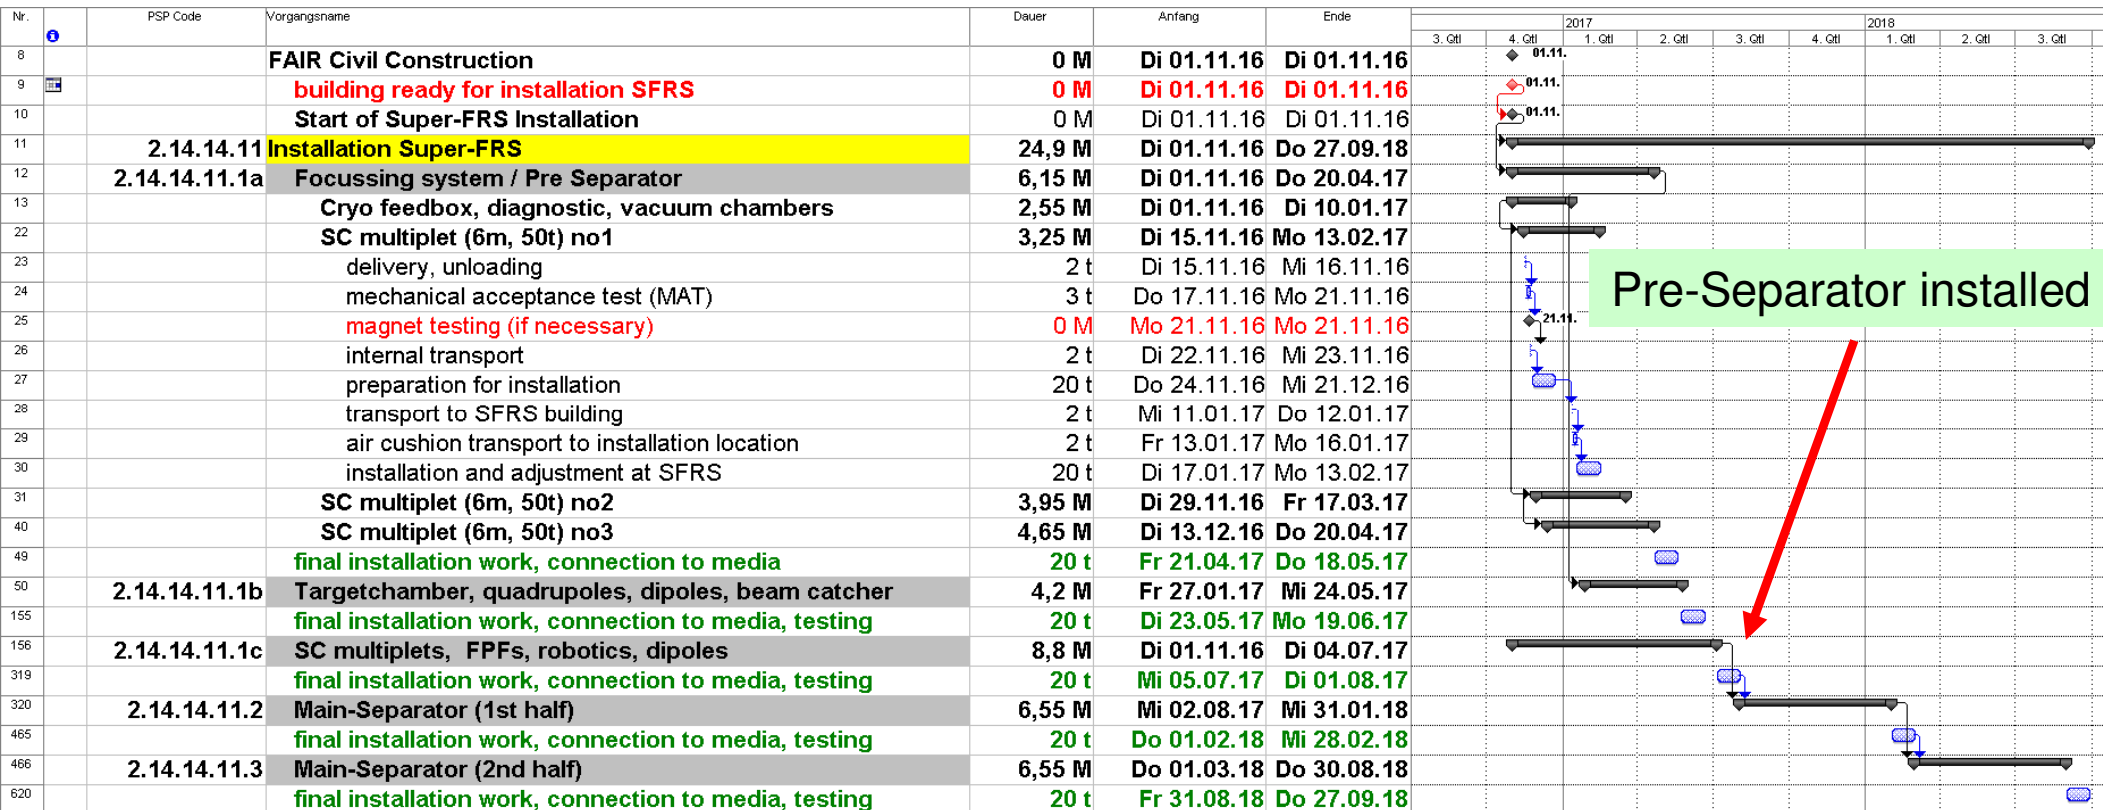 Nr. PSP Code Vorgangsname Dauer Anfang Ende 2017 2018
3. Qtl 4. Qtl 1. Qtl 2. Qtl 3. Qtl 4. Qtl 1. Qtl 2. Qtl 3. Qtl
8 FAIR Civil Construction 0 M Di 01.11.16 Di 01.11.16 01.11.
9 building ready for installation SFRS 0 M Di 01.11.16 Di 01.11.16 01.11.
10 Start of Super-FRS Installation 0 M Di 01.11.16 Di 01.11.16 01.11.
11 2.14.14.11 Installation Super-FRS 24,9 M Di 01.11.16 Do 27.09.18
12 2.14.14.11.1a Focussing system / Pre Separator 6,15 M Di 01.11.16 Do 20.04.17
13 Cryo feedbox, diagnostic, vacuum chambers 2,55 M Di 01.11.16 Di 10.01.17
22 SC multiplet (6m, 50t) no1 3,25 M Di 15.11.16 Mo 13.02.17
23 delivery, unloading 2 t Di 15.11.16 Mi 16.11.16
24 mechanical acceptance test (MAT) 3 t Do 17.11.16 Mo 21.11.16
Pre-Separator installed
25 magnet testing (if necessary) 0 M Mo 21.11.16 Mo 21.11.16 21.11.
26 internal transport 2 t Di 22.11.16 Mi 23.11.16
27 preparation for installation 20 t Do 24.11.16 Mi 21.12.16
28 transport to SFRS building 2 t Mi 11.01.17 Do 12.01.17
29 air cushion transport to installation location 2 t Fr 13.01.17 Mo 16.01.17
30 installation and adjustment at SFRS 20 t Di 17.01.17 Mo 13.02.17
31 SC multiplet (6m, 50t) no2 3,95 M Di 29.11.16 Fr 17.03.17
40 SC multiplet (6m, 50t) no3 4,65 M Di 13.12.16 Do 20.04.17
49 final installation work, connection to media 20 t Fr 21.04.17 Do 18.05.17
50 2.14.14.11.1b Targetchamber, quadrupoles, dipoles, beam catcher 4,2 M Fr 27.01.17 Mi 24.05.17
155 final installation work, connection to media, testing 20 t Di 23.05.17 Mo 19.06.17
156 2.14.14.11.1c SC multiplets, FPFs, robotics, dipoles 8,8 M Di 01.11.16 Di 04.07.17
319 final installation work, connection to media, testing 20 t Mi 05.07.17 Di 01.08.17
320 2.14.14.11.2 Main-Separator (1st half) 6,55 M Mi 02.08.17 Mi 31.01.18
465 final installation work, connection to media, testing 20 t Do 01.02.18 Mi 28.02.18
466 2.14.14.11.3 Main-Separator (2nd half) 6,55 M Do 01.03.18 Do 30.08.18
620 final installation work, connection to media, testing 20 t Fr 31.08.18 Do 27.09.18